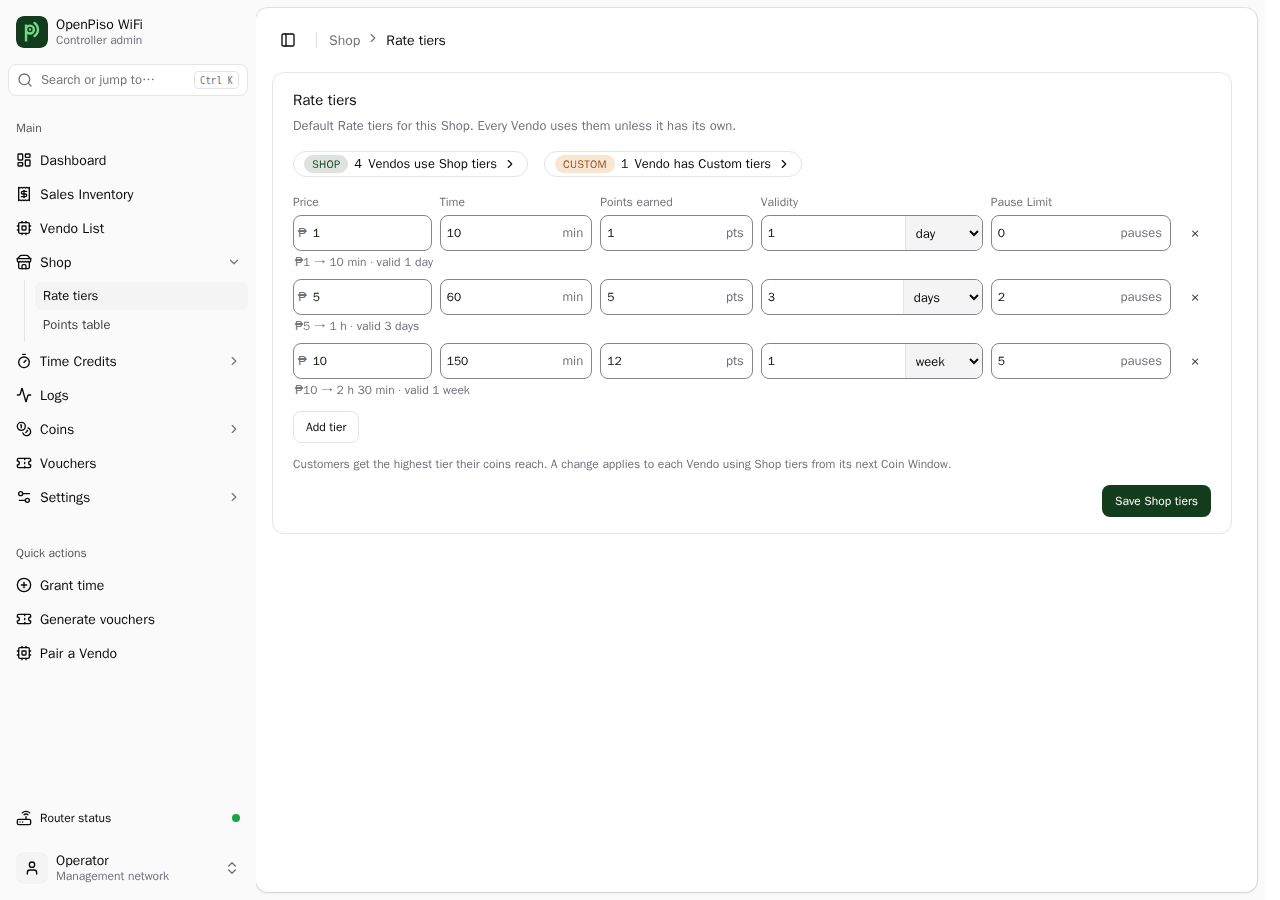 OpenPiso WiFi
Controller admin
Search or jump to… Ctrl K
Main
Dashboard
Sales Inventory
Vendo List
Shop
Rate tiers
Points table
Time Credits
Logs
Coins
Vouchers
Settings
Quick actions
Grant time
Generate vouchers
Pair a Vendo
Router status
Operator
Management network
Shop > Rate tiers
Rate tiers
Default Rate tiers for this Shop. Every Vendo uses them unless it has its own.
SHOP 4 Vendos use Shop tiers CUSTOM 1 Vendo has Custom tiers
Price Time Points earned Validity Pause Limit
₱ 1 10 min 1 pts 1 day 0 pauses ×
₱1 → 10 min · valid 1 day
₱ 5 60 min 5 pts 3 days 2 pauses ×
₱5 → 1 h · valid 3 days
₱ 10 150 min 12 pts 1 week 5 pauses ×
₱10 → 2 h 30 min · valid 1 week
Add tier
Customers get the highest tier their coins reach. A change applies to each Vendo using Shop tiers from its next Coin Window.
Save Shop tiers